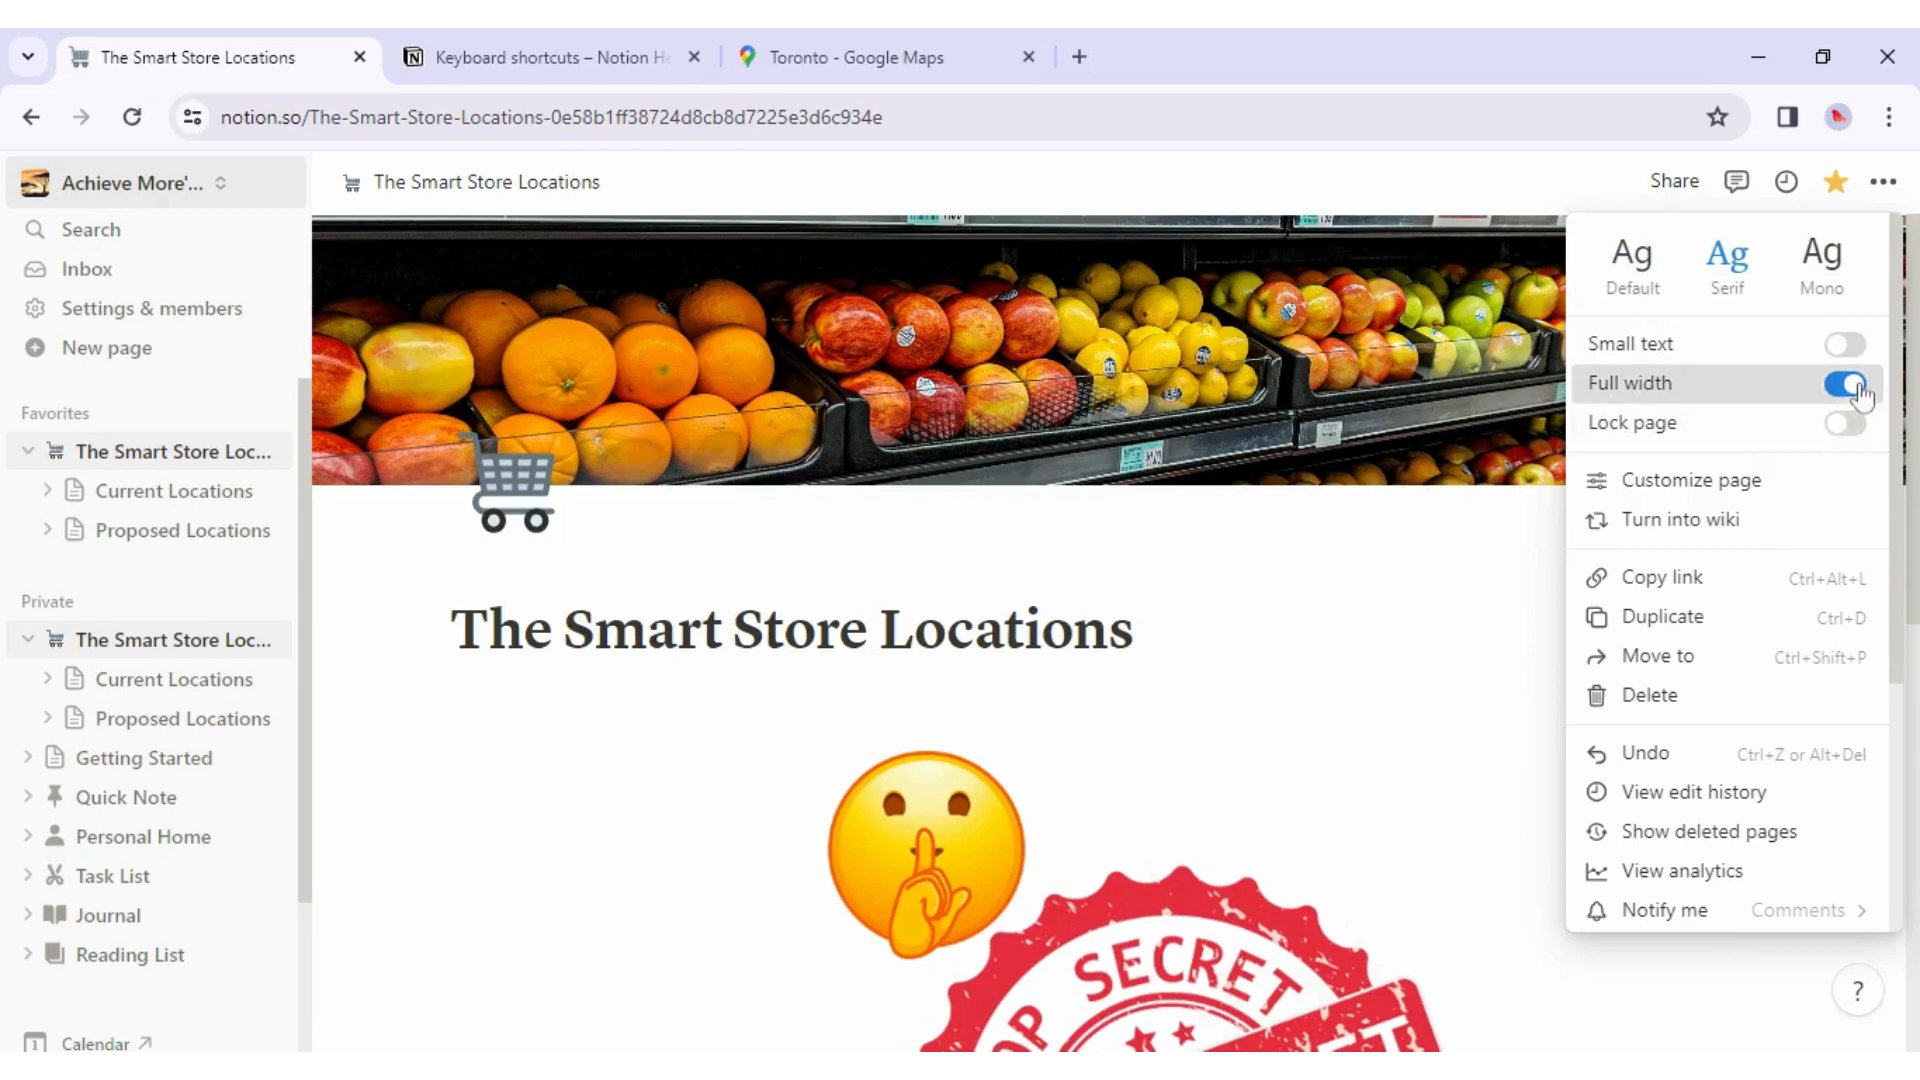 The Smart Store Locations
Keyboard shortcuts – Notion He
Toronto - Google Maps
notion.so/The-Smart-Store-Locations-0e58b1ff38724d8cb8d7225e3d6c934e
Achieve More'...
Search
Inbox
Settings & members
New page
Favorites
The Smart Store Loc...
Current Locations
Proposed Locations
Private
The Smart Store Loc...
Current Locations
Proposed Locations
Getting Started
Quick Note
Personal Home
Task List
Journal
Reading List
1
Calendar
The Smart Store Locations
Share
The Smart Store Locations
SECRET
Ag Ag Ag
Default Serif Mono
Small text
Full width
Lock page
Customize page
Turn into wiki
Copy link Ctrl+Alt+L
Duplicate Ctrl+D
Move to Ctrl+Shift+P
Delete
Undo Ctrl+Z or Alt+Del
View edit history
Show deleted pages
View analytics
Notify me Comments
?